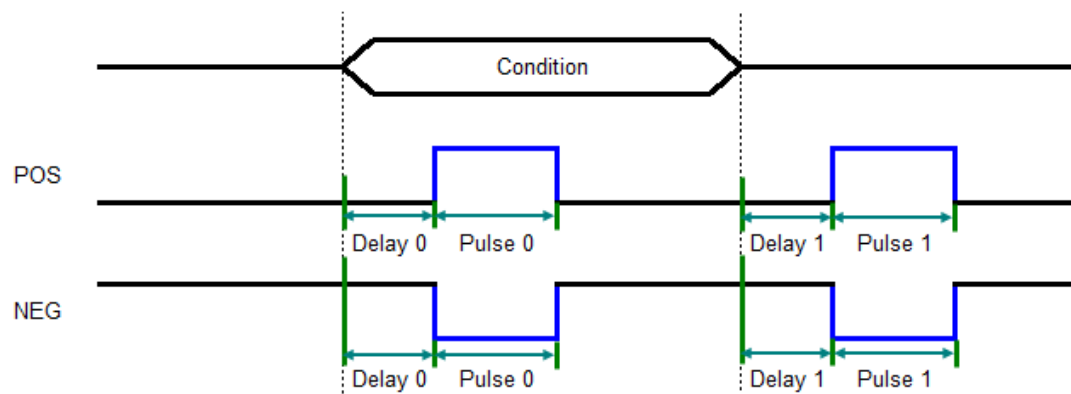 Condition
POS
Delay 0 Pulse 0 Delay 1 Pulse 1
NEG
Delay 0 Pulse 0 Delay 1 Pulse 1